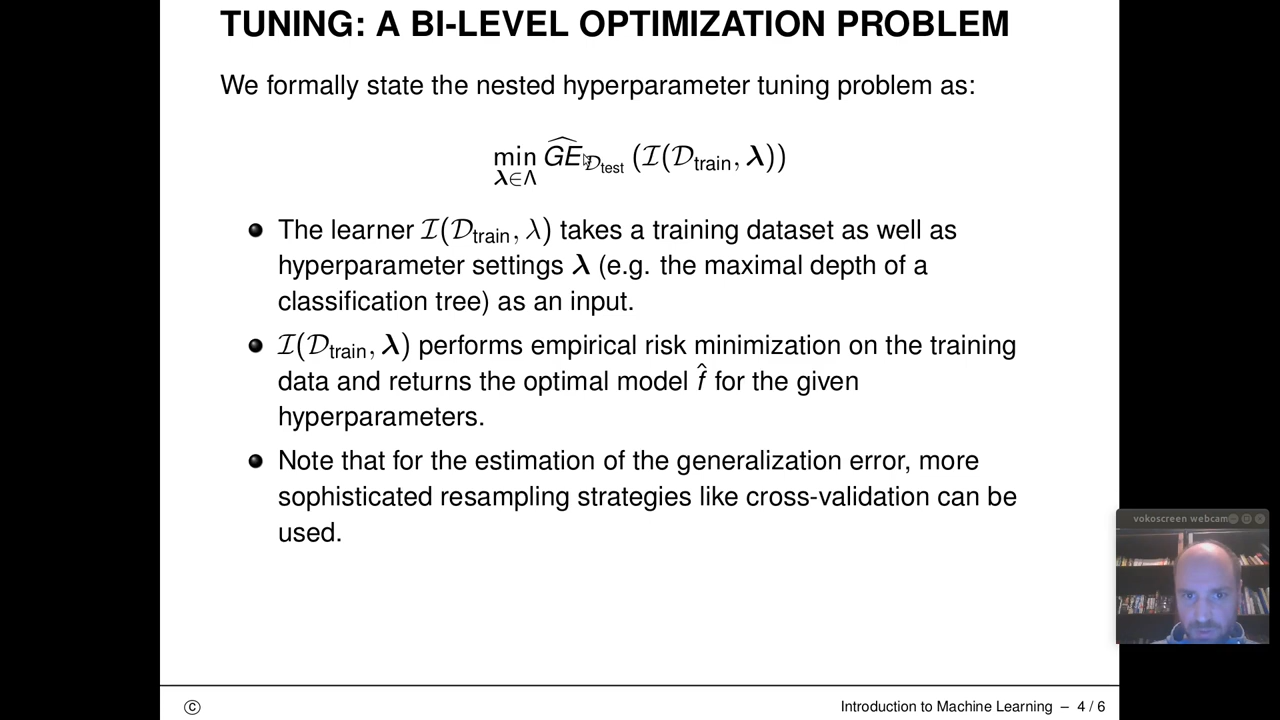 TUNING: A BI-LEVEL OPTIMIZATION PROBLEM
We formally state the nested hyperparameter tuning problem as:
min_{λ∈Λ} \widehat{GE}_{𝒟_test} (ℐ(𝒟_train, λ))
• The learner ℐ(𝒟_train, λ) takes a training dataset as well as
hyperparameter settings λ (e.g. the maximal depth of a
classification tree) as an input.
• ℐ(𝒟_train, λ) performs empirical risk minimization on the training
data and returns the optimal model f̂ for the given
hyperparameters.
• Note that for the estimation of the generalization error, more
sophisticated resampling strategies like cross-validation can be
used.
vokoscreen webcam
© Introduction to Machine Learning – 4 / 6